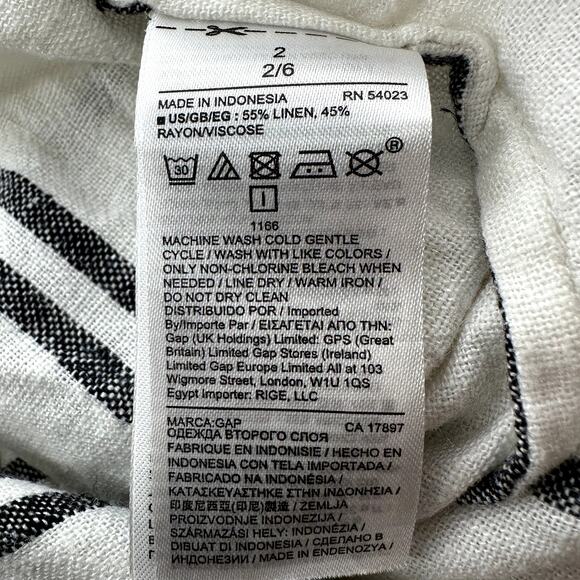 2
2/6
MADE IN INDONESIA RN 54023
■ US/GB/EG : 55% LINEN, 45%
RAYON/VISCOSE
30
®
1166
MACHINE WASH COLD GENTLE
CYCLE / WASH WITH LIKE COLORS /
ONLY NON-CHLORINE BLEACH WHEN
NEEDED / LINE DRY / WARM IRON /
DO NOT DRY CLEAN
DISTRIBUIDO POR / Imported
By/Importe Par / ΕΙΣΑΓΕΤΑΙ ΑΠΟ ΤΗΝ:
Gap (UK Holdings) Limited: GPS (Great
Britain) Limited Gap Stores (Ireland)
Limited Gap Europe Limited All at 103
Wigmore Street, London, W1U 1QS
Egypt Importer: RIGE, LLC
MARCA:GAP CA 17897
ОДЕЖДА ВТОРОГО СЛОЯ
FABRIQUE EN INDONISIE / HECHO EN
INDONESIA CON TELA IMPORTADA /
FABRICADO NA INDONÉSIA /
ΚΑΤΑΣΚΕΥΑΣΤΗΚΕ ΣΤΗΝ ΙΝΔΟΝΗΣΙΑ /
印度尼西亞(印尼)製造 / ZEMLJA
PROIZVODNJE INDONEZIJA /
SZÁRMAZÁSI HELY: INDONÉZIA /
DIBUAT DI INDONESIA / СДЕЛАНО В
ИНДОНЕЗИИ / MADE IN ENDENOZYA /